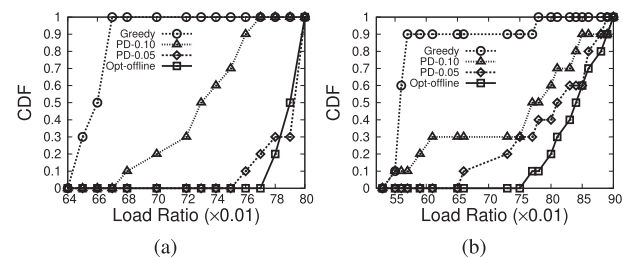 CDF
1
0.9
0.8
0.7
0.6
0.5
0.4
0.3
0.2
0.1
0
Greedy
PD-0.10
PD-0.05
Opt-offline
64 66 68 70 72 74 76 78 80
Load Ratio (×0.01)
(a)
CDF
1
0.9
0.8
0.7
0.6
0.5
0.4
0.3
0.2
0.1
0
Greedy
PD-0.10
PD-0.05
Opt-offline
55 60 65 70 75 80 85 90
Load Ratio (×0.01)
(b)